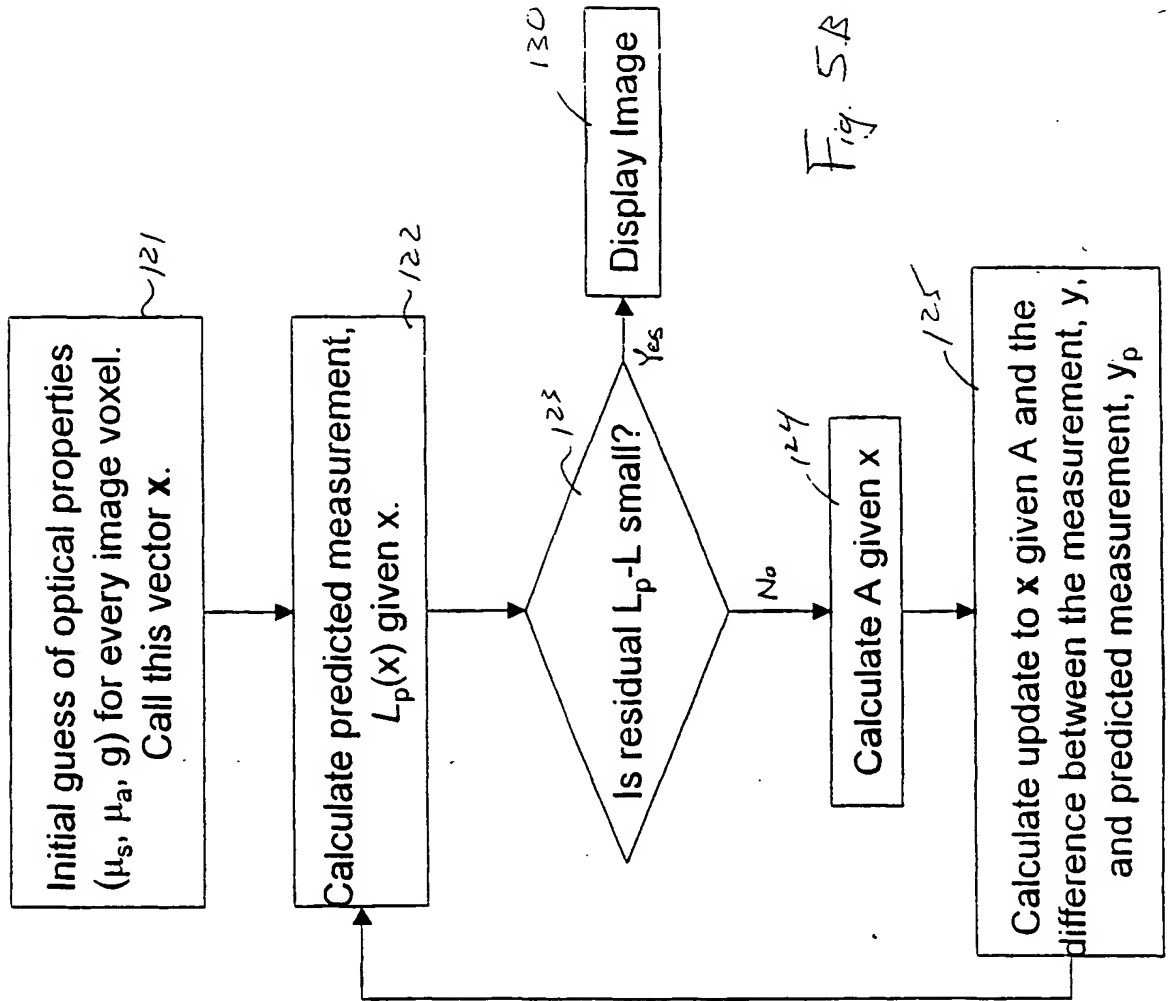 Initial guess of optical properties
(μs, μa, g) for every image voxel.
Call this vector x.
121
Calculate predicted measurement,
Lp(x) given x.
122
Is residual Lp-L small?
123
Yes
Display Image
130
No
Calculate A given x
124
Calculate update to x given A and the
difference between the measurement, y,
and predicted measurement, yp
125
Fig. 5B